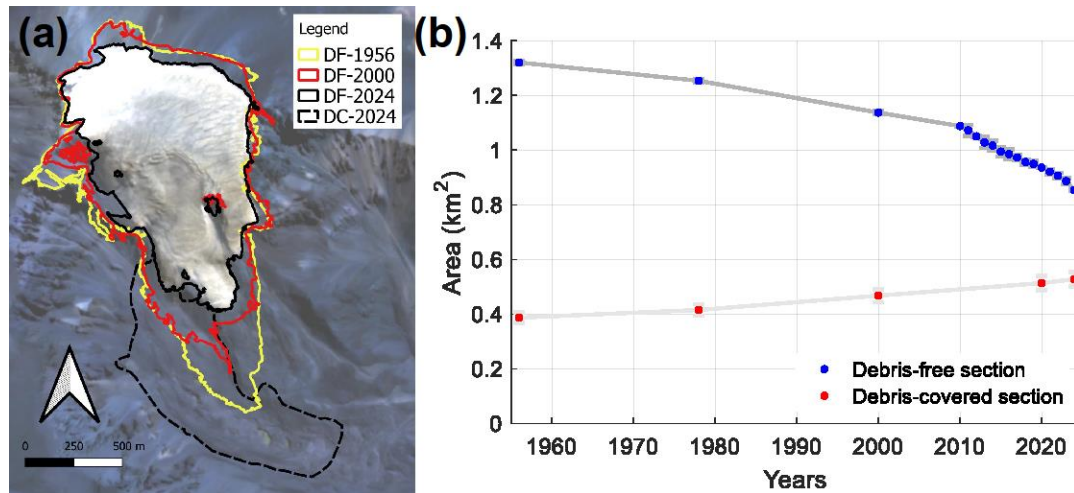 (a)
Legend
DF-1956
DF-2000
DF-2024
DC-2024
0 250 500 m
(b)
1.4
1.2
1
0.8
0.6
0.4
0.2
0
Area (km²)
Debris-free section
Debris-covered section
1960 1970 1980 1990 2000 2010 2020
Years